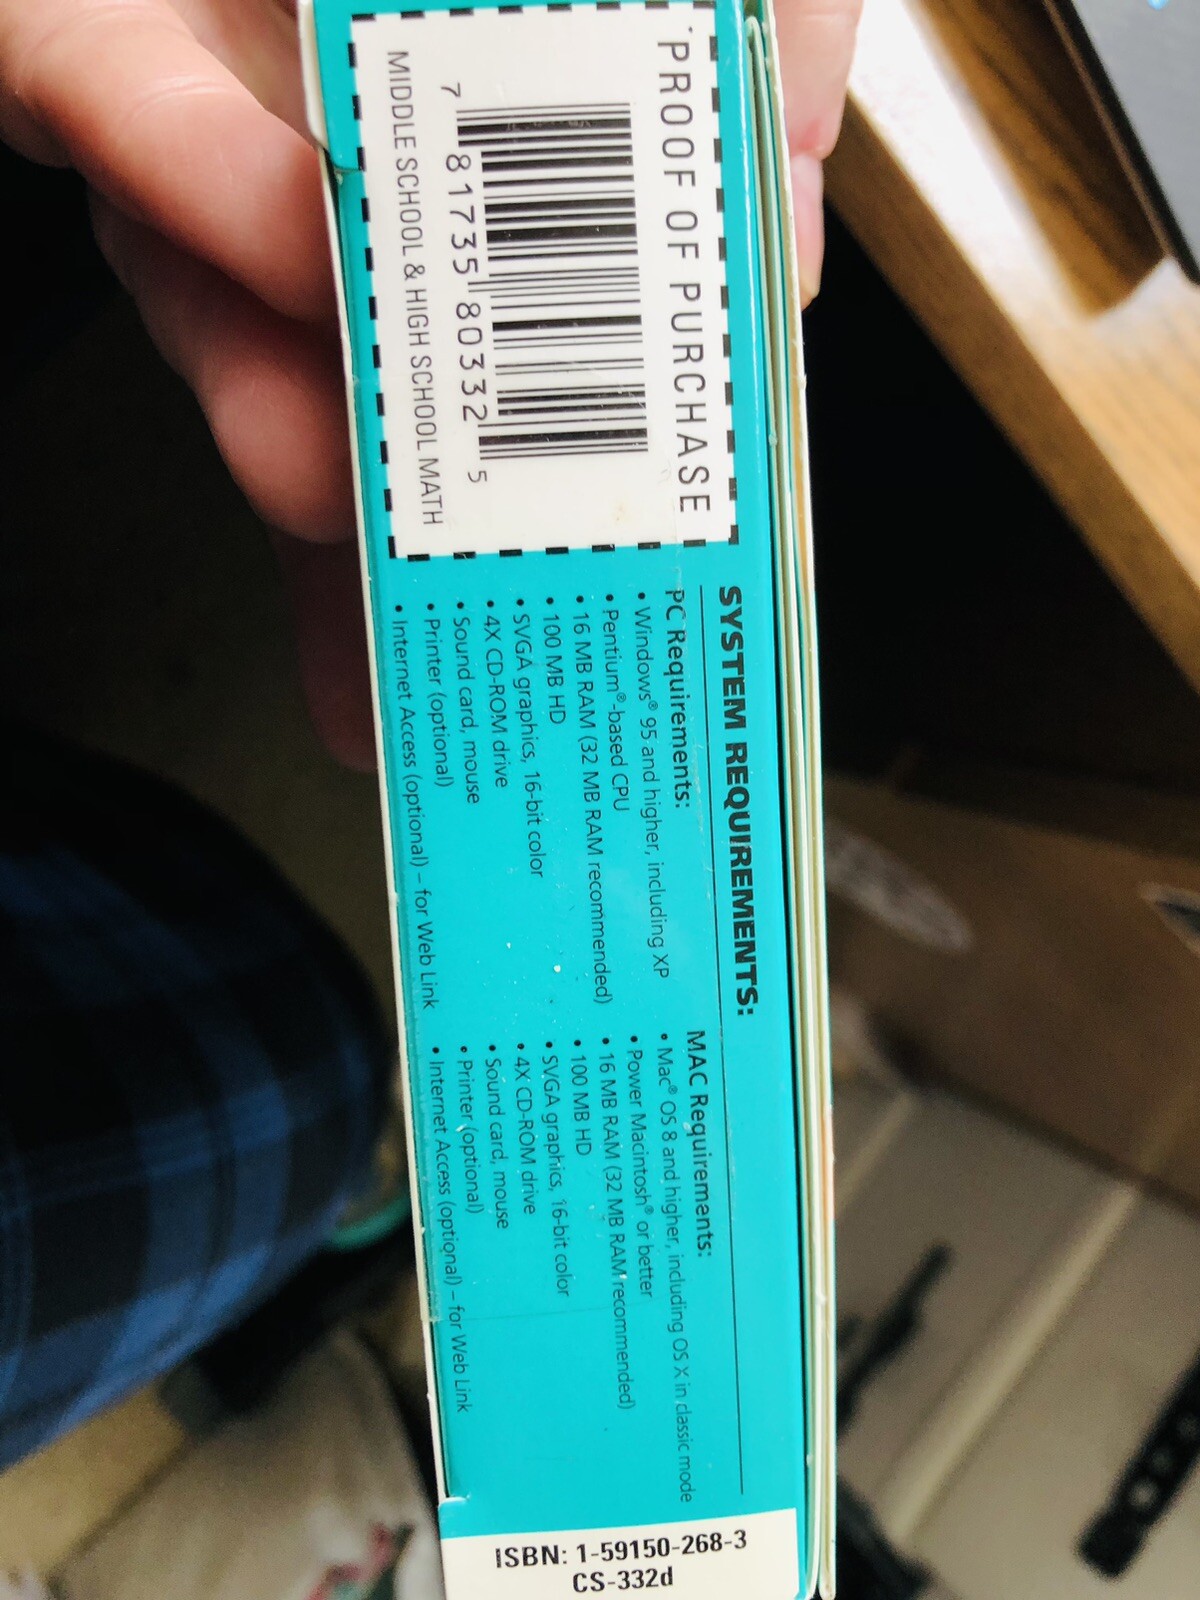 PROOF OF PURCHASE
7 81735 80332 5
MIDDLE SCHOOL & HIGH SCHOOL MATH
SYSTEM REQUIREMENTS:
PC Requirements:
• Windows® 95 and higher, including XP
• Pentium®-based CPU
• 16 MB RAM (32 MB RAM recommended)
• 100 MB HD
• SVGA graphics, 16-bit color
• 4X CD-ROM drive
• Sound card, mouse
• Printer (optional)
• Internet Access (optional) – for Web Link
MAC Requirements:
• Mac® OS 8 and higher, including OS X in classic mode
• Power Macintosh® or better
• 16 MB RAM (32 MB RAM recommended)
• 100 MB HD
• SVGA graphics, 16-bit color
• 4X CD-ROM drive
• Sound card, mouse
• Printer (optional)
• Internet Access (optional) – for Web Link
ISBN: 1-59150-268-3
CS-332d